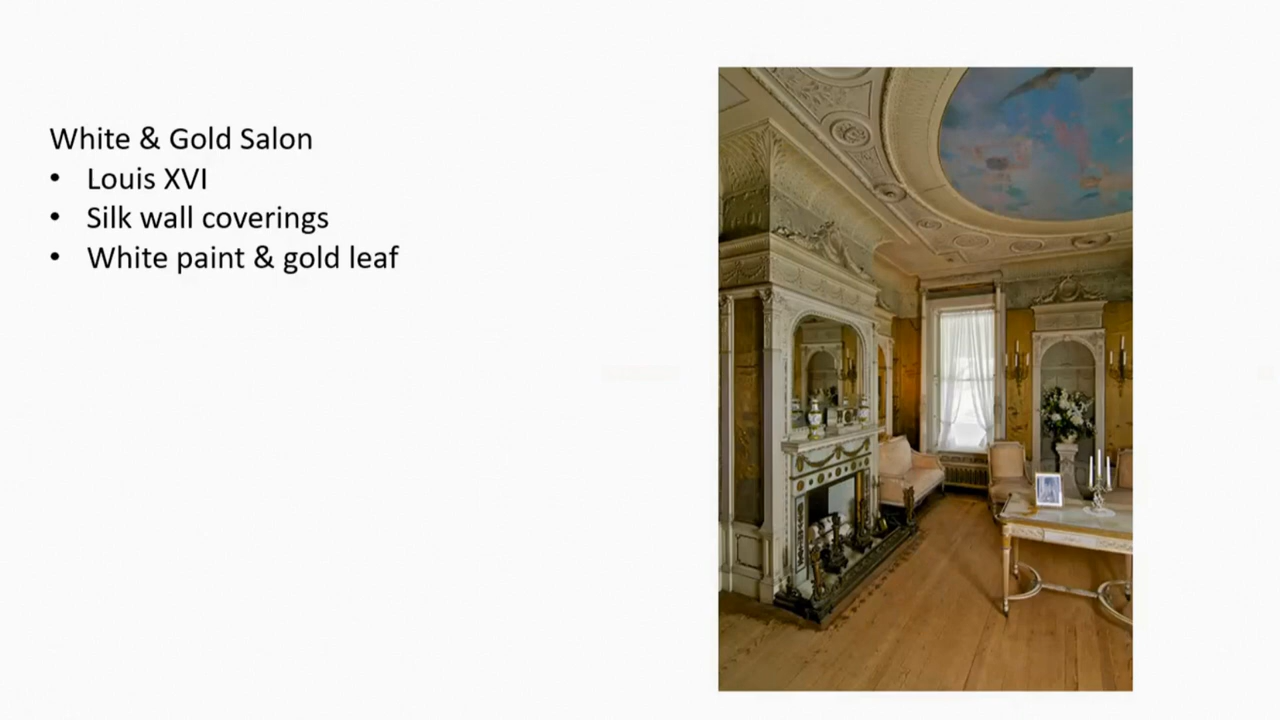 White & Gold Salon
• Louis XVI
• Silk wall coverings
• White paint & gold leaf